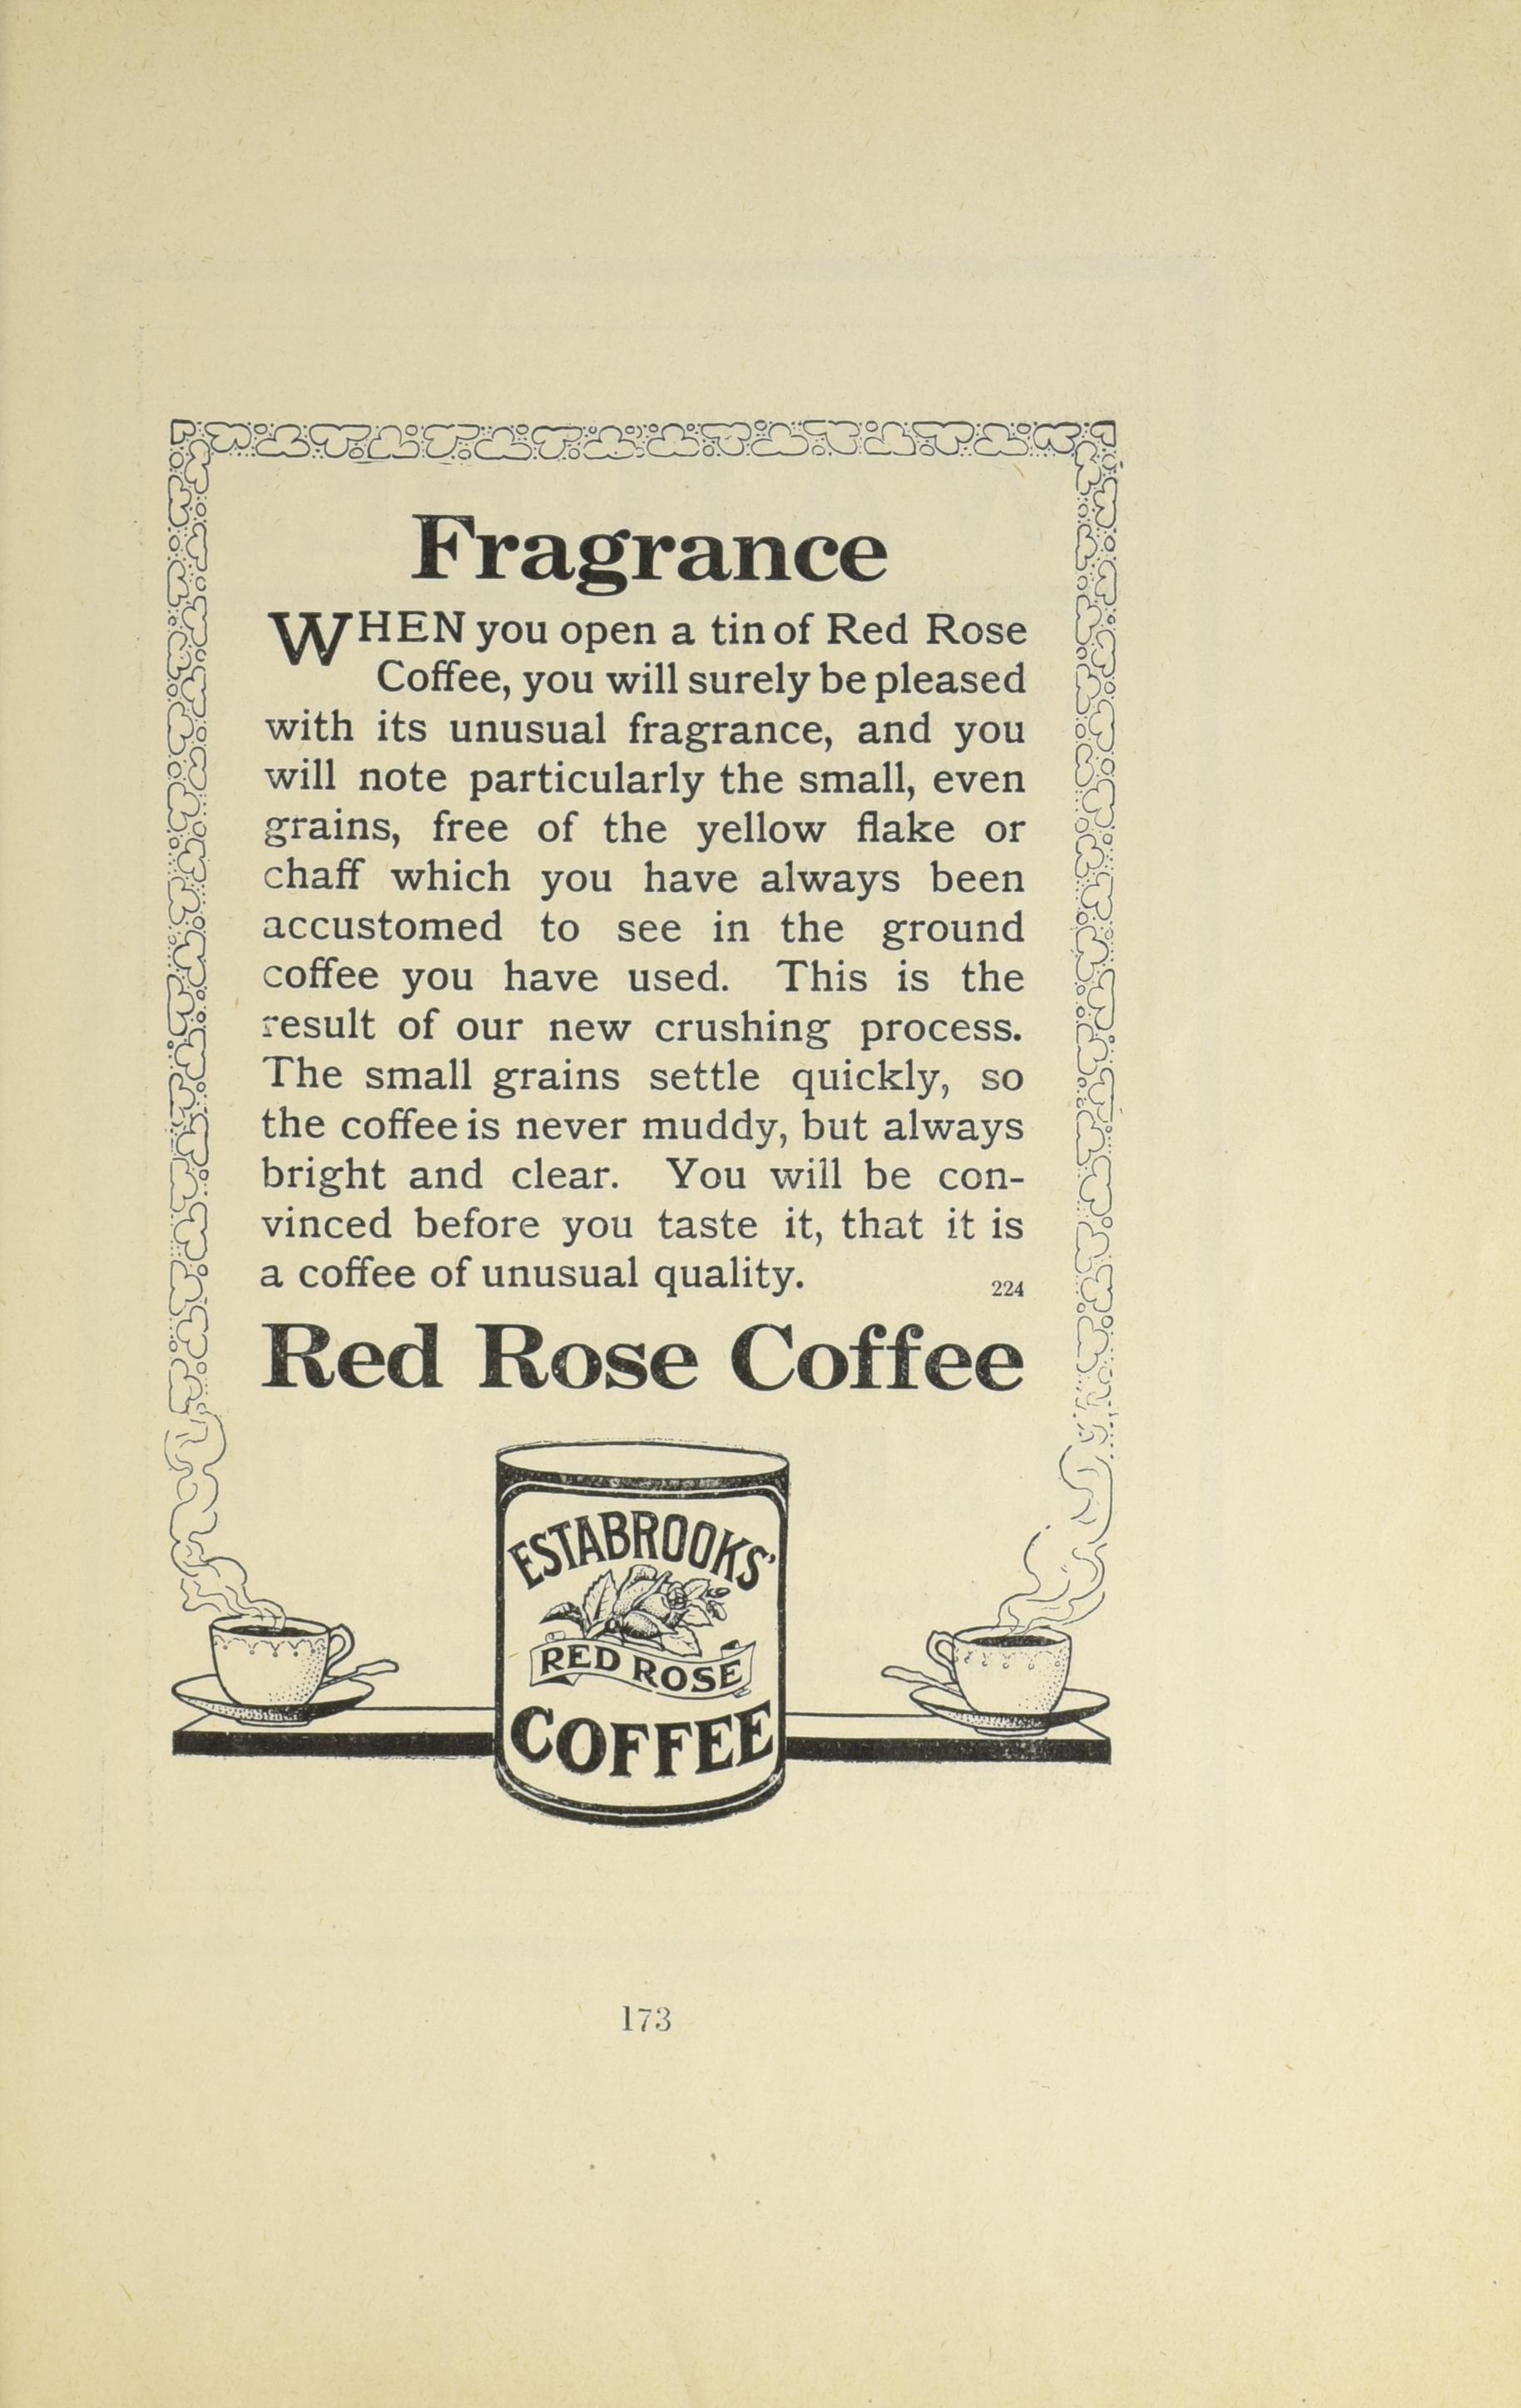 Fragrance
WHEN you open a tin of Red Rose
Coffee, you will surely be pleased
with its unusual fragrance, and you
will note particularly the small, even
grains, free of the yellow flake or
chaff which you have always been
accustomed to see in the ground
coffee you have used. This is the
result of our new crushing process.
The small grains settle quickly, so
the coffee is never muddy, but always
bright and clear. You will be con-
vinced before you taste it, that it is
a coffee of unusual quality. 224
Red Rose Coffee
ESTABROOKS'
RED ROSE
COFFEE
173